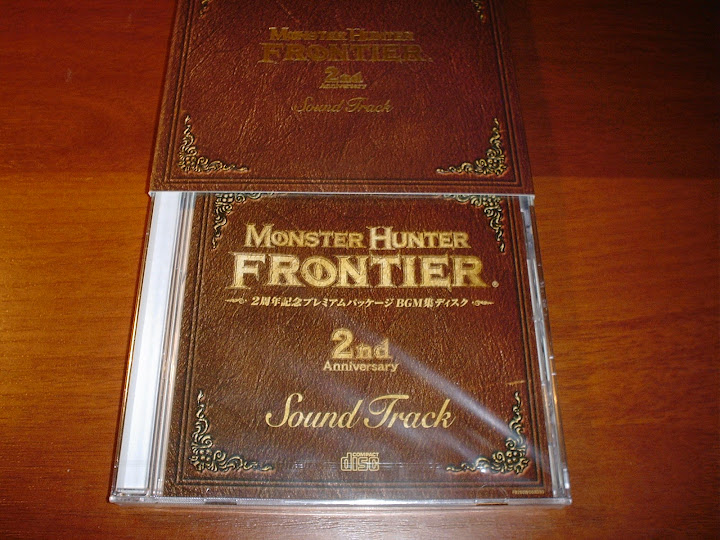 MONSTER HUNTER
FRONTIER.
2nd
Anniversary
Sound Track
MONSTER HUNTER
FRONTIER®
2周年記念プレミアムパッケージ BGM集ディスク
2nd
Anniversary
Sound Track
COMPACT
disc